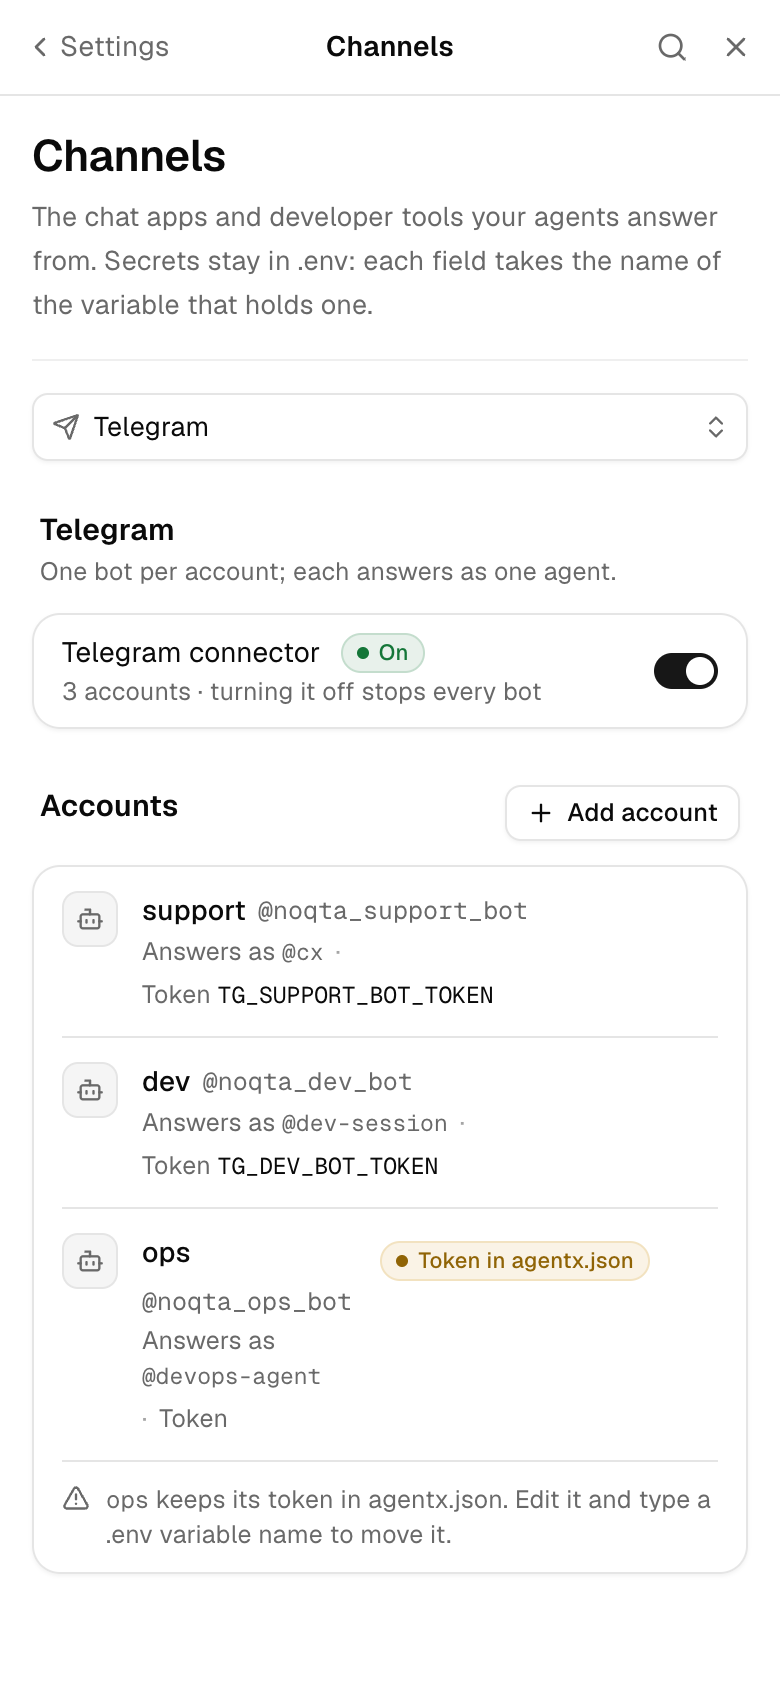 Settings
Channels
Channels
The chat apps and developer tools your agents answer
from. Secrets stay in .env: each field takes the name of
the variable that holds one.
Telegram
Telegram
One bot per account; each answers as one agent.
Telegram connector On
3 accounts · turning it off stops every bot
Accounts
Add account
support @noqta_support_bot
Answers as @cx ·
Token TG_SUPPORT_BOT_TOKEN
dev @noqta_dev_bot
Answers as @dev-session ·
Token TG_DEV_BOT_TOKEN
ops Token in agentx.json
@noqta_ops_bot
Answers as
@devops-agent
· Token
ops keeps its token in agentx.json. Edit it and type a
.env variable name to move it.